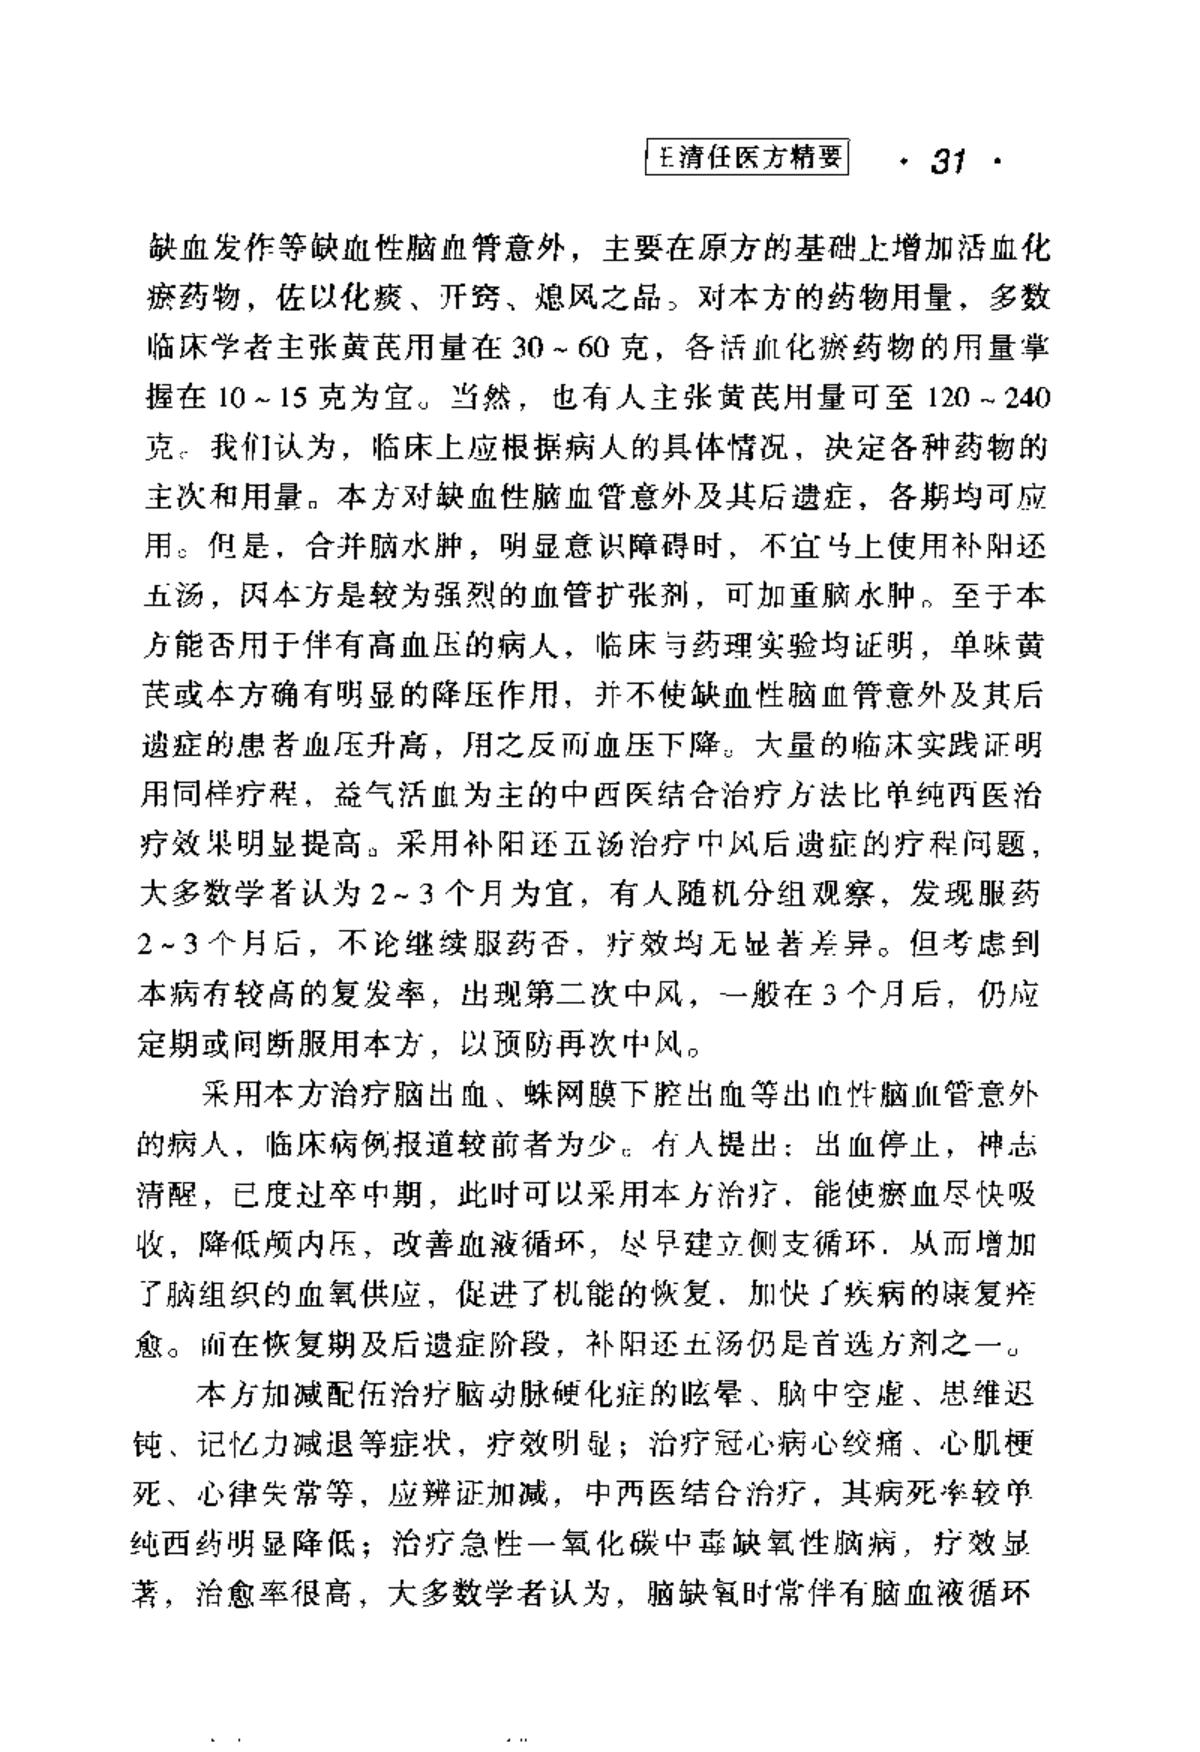 王清任医方精要 · 31 ·
缺血发作等缺血性脑血管意外，主要在原方的基础上增加活血化
瘀药物，佐以化痰、开窍、熄风之品。对本方的药物用量，多数
临床学者主张黄芪用量在 30～60 克，各活血化瘀药物的用量掌
握在 10～15 克为宜。当然，也有人主张黄芪用量可至 120～240
克。我们认为，临床上应根据病人的具体情况，决定各种药物的
主次和用量。本方对缺血性脑血管意外及其后遗症，各期均可应
用。但是，合并脑水肿，明显意识障碍时，不宜马上使用补阳还
五汤，因本方是较为强烈的血管扩张剂，可加重脑水肿。至于本
方能否用于伴有高血压的病人，临床与药理实验均证明，单味黄
芪或本方确有明显的降压作用，并不使缺血性脑血管意外及其后
遗症的患者血压升高，用之反而血压下降。大量的临床实践证明
用同样疗程，益气活血为主的中西医结合治疗方法比单纯西医治
疗效果明显提高。采用补阳还五汤治疗中风后遗症的疗程问题，
大多数学者认为 2～3 个月为宜，有人随机分组观察，发现服药
2～3 个月后，不论继续服药否，疗效均无显著差异。但考虑到
本病有较高的复发率，出现第二次中风，一般在 3 个月后，仍应
定期或间断服用本方，以预防再次中风。
采用本方治疗脑出血、蛛网膜下腔出血等出血性脑血管意外
的病人，临床病例报道较前者为少。有人提出：出血停止，神志
清醒，已度过卒中期，此时可以采用本方治疗，能使瘀血尽快吸
收，降低颅内压，改善血液循环，尽早建立侧支循环，从而增加
了脑组织的血氧供应，促进了机能的恢复，加快了疾病的康复痊
愈。而在恢复期及后遗症阶段，补阳还五汤仍是首选方剂之一。
本方加减配伍治疗脑动脉硬化症的眩晕、脑中空虚、思维迟
钝、记忆力减退等症状，疗效明显；治疗冠心病心绞痛、心肌梗
死、心律失常等，应辨证加减，中西医结合治疗，其病死率较单
纯西药明显降低；治疗急性一氧化碳中毒缺氧性脑病，疗效显
著，治愈率很高，大多数学者认为，脑缺氧时常伴有脑血液循环